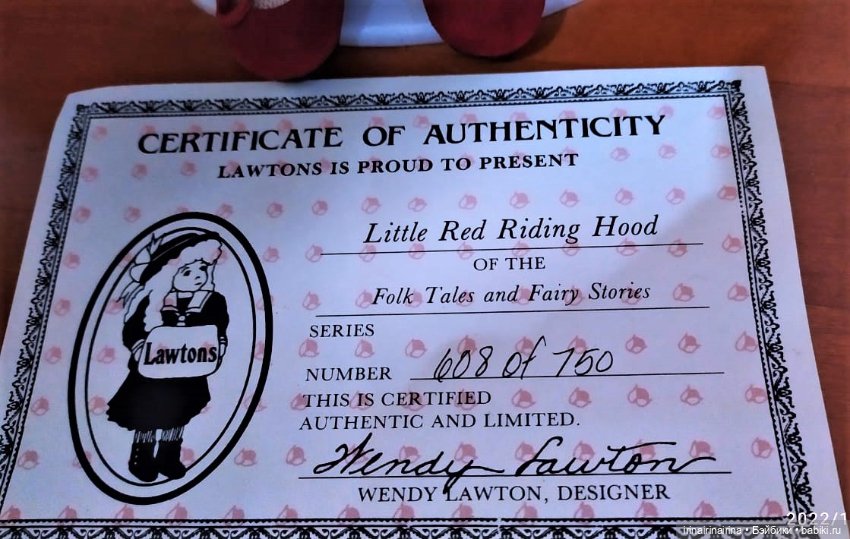 CERTIFICATE OF AUTHENTICITY
LAWTONS IS PROUD TO PRESENT
Little Red Riding Hood
OF THE
Folk Tales and Fairy Stories
SERIES
Lawtons
NUMBER 608 of 750
THIS IS CERTIFIED
AUTHENTIC AND LIMITED.
Wendy Lawton
WENDY LAWTON, DESIGNER
2022/1
irinairinairina • Бэйбики • babiki.ru